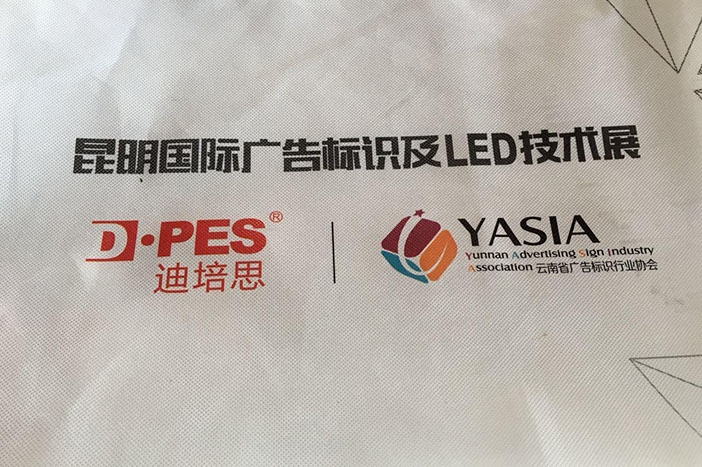 昆明国际广告标识及LED技术展
D·PES®
迪培思
YASIA
Yunnan Advertising Sign Industry
Association 云南省广告标识行业协会